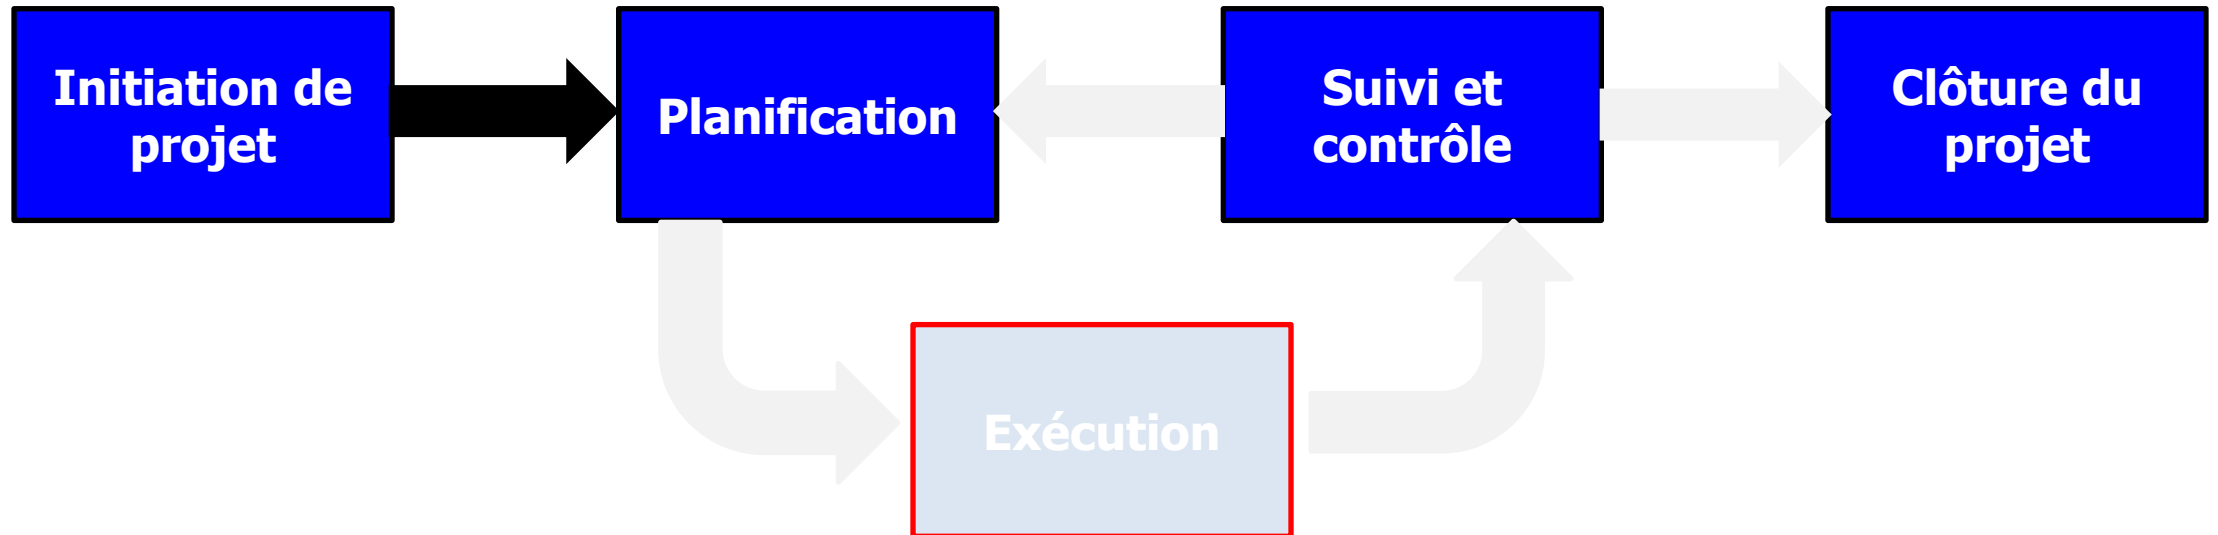 Initiation de
projet
Planification
Suivi et
contrôle
Clôture du
projet
Exécution